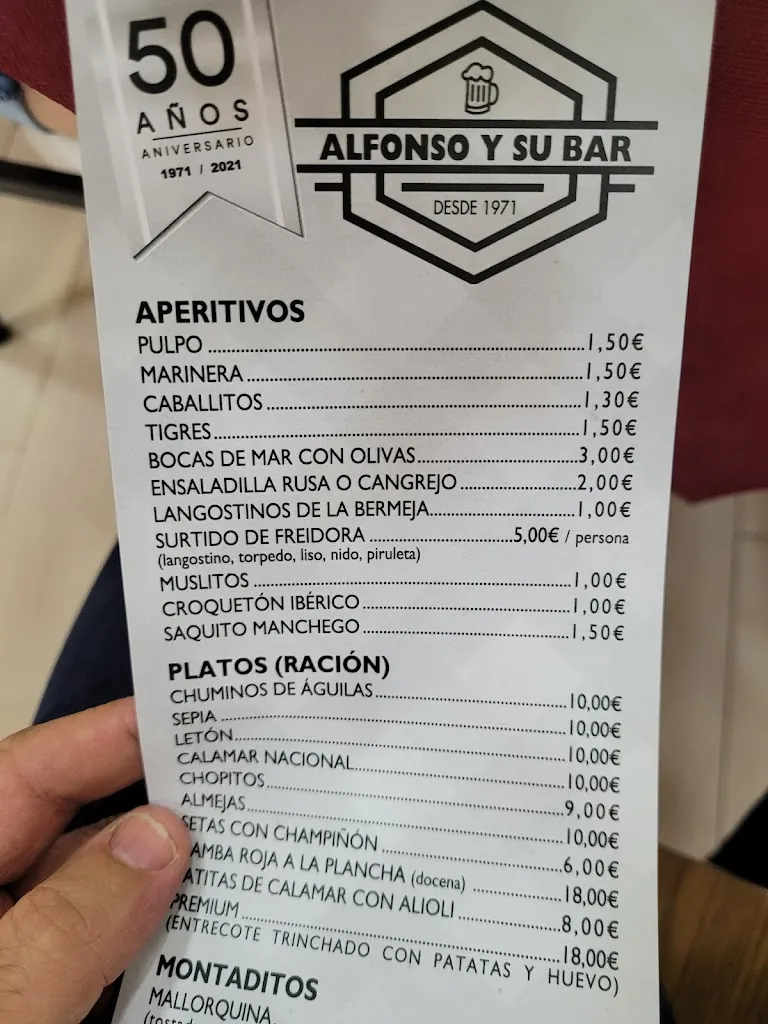 50
AÑOS
ANIVERSARIO
1971 / 2021
ALFONSO Y SU BAR
DESDE 1971
APERITIVOS
PULPO 1,50€
MARINERA 1,50€
CABALLITOS 1,30€
TIGRES 1,50€
BOCAS DE MAR CON OLIVAS 3,00€
ENSALADILLA RUSA O CANGREJO 2,00€
LANGOSTINOS DE LA BERMEJA 1,00€
SURTIDO DE FREIDORA 5,00€ / persona
(langostino, torpedo, liso, nido, piruleta)
MUSLITOS 1,00€
CROQUETÓN IBÉRICO 1,00€
SAQUITO MANCHEGO 1,50€
PLATOS (RACIÓN)
CHUMINOS DE ÁGUILAS 10,00€
SEPIA 10,00€
LETÓN 10,00€
CALAMAR NACIONAL 10,00€
CHOPITOS 9,00€
ALMEJAS 10,00€
SETAS CON CHAMPIÑÓN 6,00€
AMBA ROJA A LA PLANCHA (docena) 18,00€
ATITAS DE CALAMAR CON ALIOLI 8,00€
PREMIUM 18,00€
(ENTRECOTE TRINCHADO CON PATATAS Y HUEVO)
MONTADITOS
MALLORQUINA